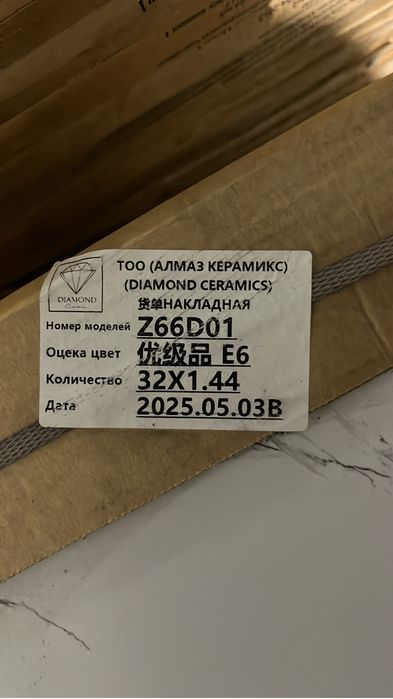 DIAMOND
Ceramics
ТОО (АЛМАЗ КЕРАМИКС)
(DIAMOND CERAMICS)
货单НАКЛАДНАЯ
Номер моделей Z66D01
Оцека цвет 优级品 E6
Количество 32X1.44
Дата 2025.05.03B